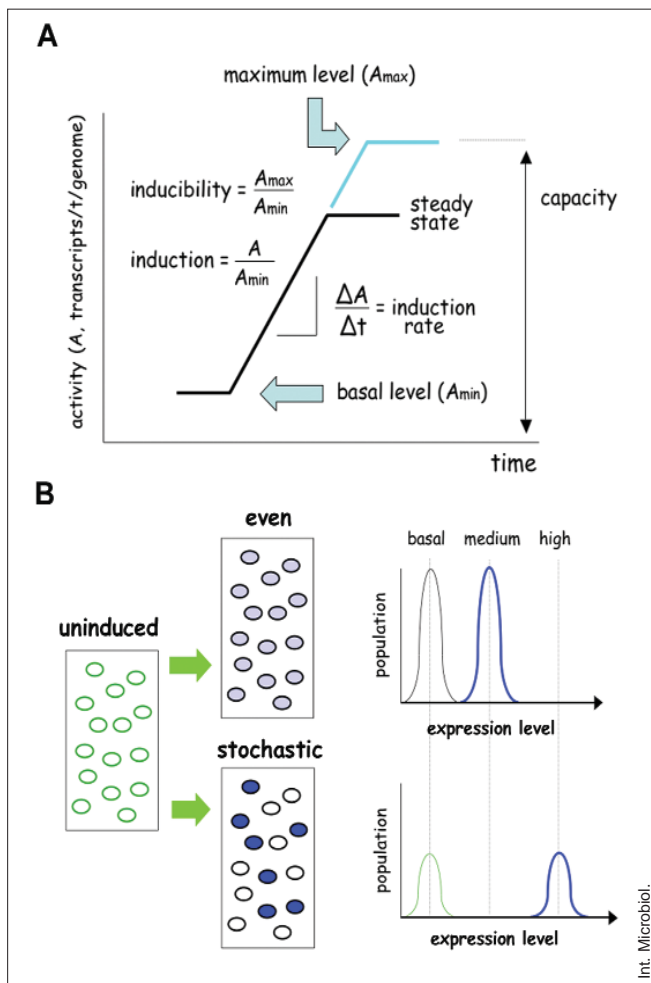 A
maximum level (Amax)
activity (A, transcripts/t/genome)
inducibility = Amax
Amin
steady
state
capacity
induction = A
Amin
ΔA
Δt
= induction
rate
basal level (Amin)
time
B
even
uninduced
stochastic
basal medium high
population
expression level
population
expression level
Int. Microbiol.